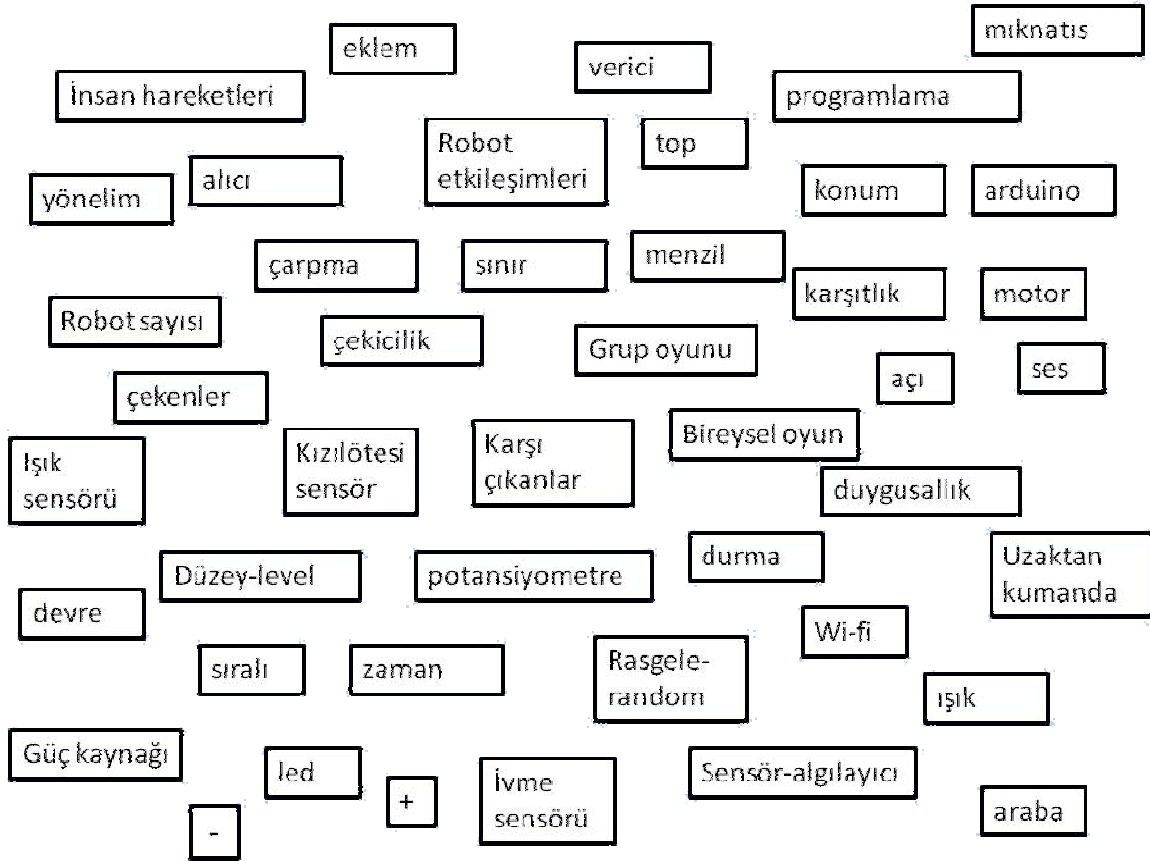 mıknatıs
eklem
verici
İnsan hareketleri
programlama
Robot
etkileşimleri
top
alıcı
yönelim
konum
arduino
çarpma
sınır
menzil
karşıtlık
motor
Robot sayısı
çekicilik
Grup oyunu
açı
ses
çekenler
Işık
sensörü
Kızılötesi
sensör
Karşı
çıkanlar
Bireysel oyun
duygusallık
Düzey-level
potansiyometre
durma
Uzaktan
kumanda
devre
Wi-fi
sıralı
zaman
Rasgele-
random
ışık
Güç kaynağı
led
+
İvme
sensörü
Sensör-algılayıcı
araba
-